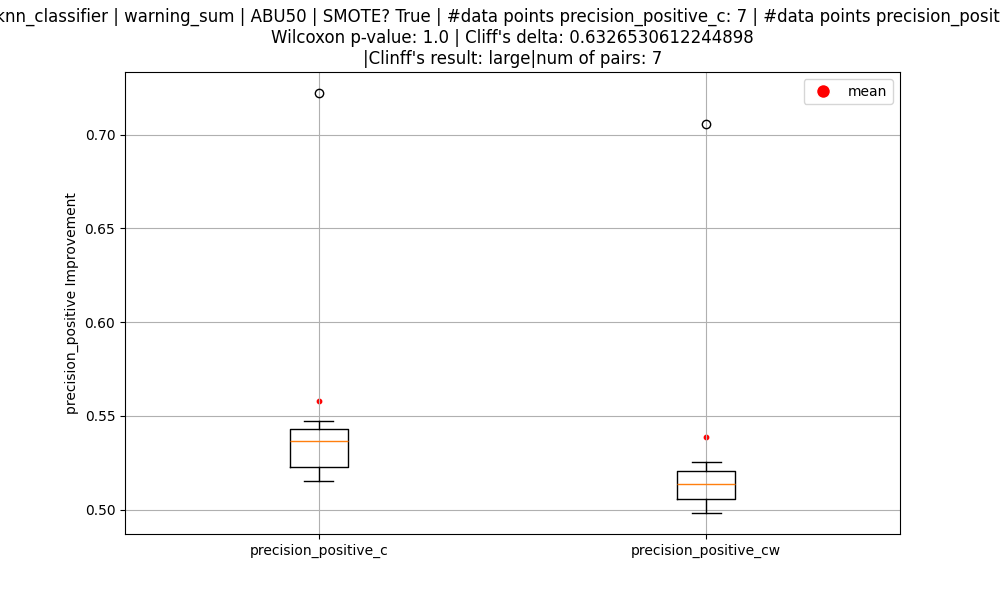 knn_classifier | warning_sum | ABU50 | SMOTE? True | #data points precision_positive_c: 7 | #data points
Wilcoxon p-value: 1.0 | Cliff's delta: 0.6326530612244898
|Clinff's result: large|num of pairs: 7
mean
0.70
0.65
0.60
0.55
0.50
precision_positive Improvement
precision_positive_c
precision_positive_cw